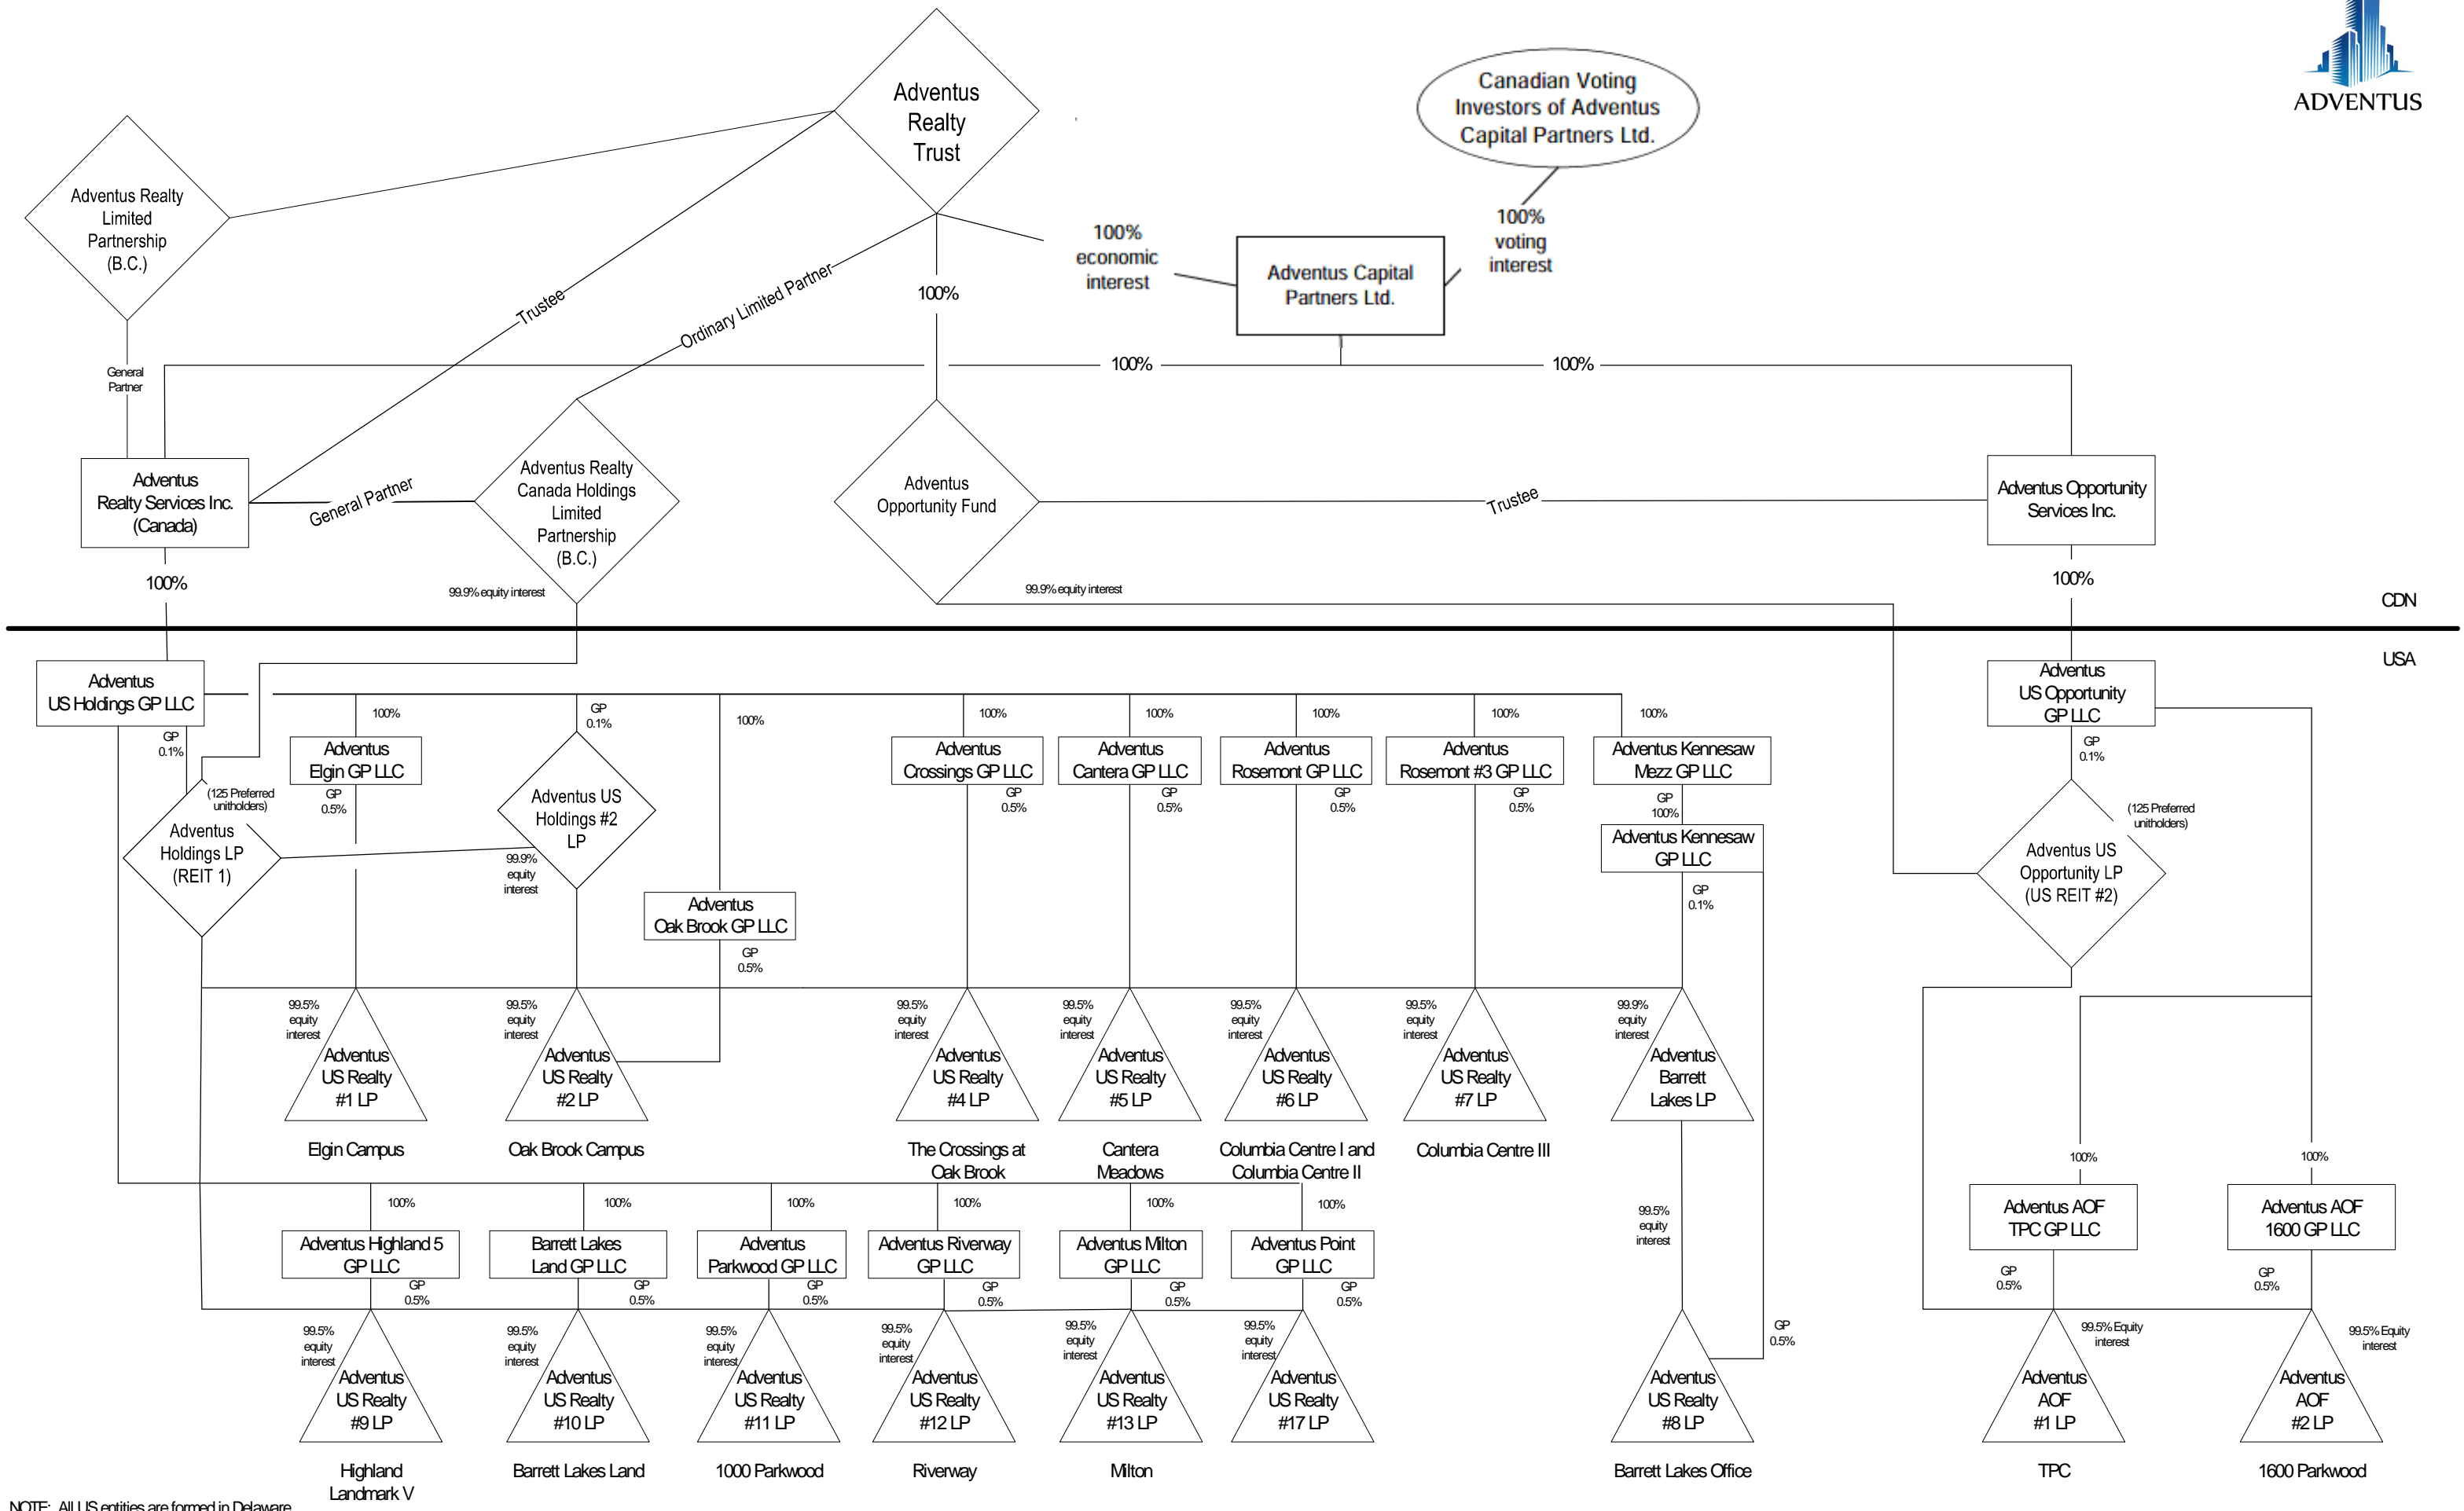 ADVENTUS
Adventus
Realty
Trust
Canadian Voting
Investors of Adventus
Capital Partners Ltd.
Adventus Realty
Limited
Partnership
(B.C.)
100%
economic
interest
100%
voting
interest
Adventus Capital
Partners Ltd.
Trustee
Ordinary Limited Partner
100%
General
Partner
100%
100%
Adventus
Realty Services Inc.
(Canada)
General Partner
Adventus Realty
Canada Holdings
Limited
Partnership
(B.C.)
Adventus
Opportunity Fund
Trustee
Adventus Opportunity
Services Inc.
100%
99.9% equity interest
99.9% equity interest
100%
CDN
USA
Adventus
US Holdings GP LLC
Adventus
US Opportunity
GP LLC
GP
0.1%
100%
GP
0.1%
100%
100%
100%
100%
100%
100%
GP
0.1%
Adventus
Elgin GP LLC
Adventus
Crossings GP LLC
Adventus
Cantera GP LLC
Adventus
Rosemont GP LLC
Adventus
Rosemont #3 GP LLC
Adventus Kennesaw
Mezz GP LLC
GP
0.5%
GP
0.5%
GP
0.5%
GP
0.5%
GP
0.5%
GP
100%
(125 Preferred
unitholders)
Adventus
Holdings LP
(REIT 1)
Adventus US
Holdings #2
LP
99.9%
equity
interest
Adventus Kennesaw
GP LLC
GP
0.1%
(125 Preferred
unitholders)
Adventus US
Opportunity LP
(US REIT #2)
Adventus
Oak Brook GP LLC
GP
0.5%
99.5%
equity
interest
99.5%
equity
interest
99.5%
equity
interest
99.5%
equity
interest
99.5%
equity
interest
99.5%
equity
interest
99.9%
equity
interest
Adventus
US Realty
#1 LP
Adventus
US Realty
#2 LP
Adventus
US Realty
#4 LP
Adventus
US Realty
#5 LP
Adventus
US Realty
#6 LP
Adventus
US Realty
#7 LP
Adventus
Barrett
Lakes LP
Elgin Campus
Oak Brook Campus
The Crossings at
Oak Brook
Cantera
Meadows
Columbia Centre I and
Columbia Centre II
Columbia Centre III
100%
100%
100%
100%
100%
100%
100%
100%
99.5%
equity
interest
Adventus Highland 5
GP LLC
Barrett Lakes
Land GP LLC
Adventus
Parkwood GP LLC
Adventus Riverway
GP LLC
Adventus Milton
GP LLC
Adventus Point
GP LLC
Adventus AOF
TPC GP LLC
Adventus AOF
1600 GP LLC
GP
0.5%
GP
0.5%
GP
0.5%
GP
0.5%
GP
0.5%
GP
0.5%
GP
0.5%
GP
0.5%
GP
0.5%
99.5%
equity
interest
99.5%
equity
interest
99.5%
equity
interest
99.5%
equity
interest
99.5%
equity
interest
99.5%
equity
interest
99.5% Equity
interest
99.5% Equity
interest
Adventus
US Realty
#9 LP
Adventus
US Realty
#10 LP
Adventus
US Realty
#11 LP
Adventus
US Realty
#12 LP
Adventus
US Realty
#13 LP
Adventus
US Realty
#17 LP
Adventus
US Realty
#8 LP
Adventus
AOF
#1 LP
Adventus
AOF
#2 LP
Highland
Landmark V
Barrett Lakes Land
1000 Parkwood
Riverway
Milton
Barrett Lakes Office
TPC
1600 Parkwood
NOTE: All US entities are formed in Delaware